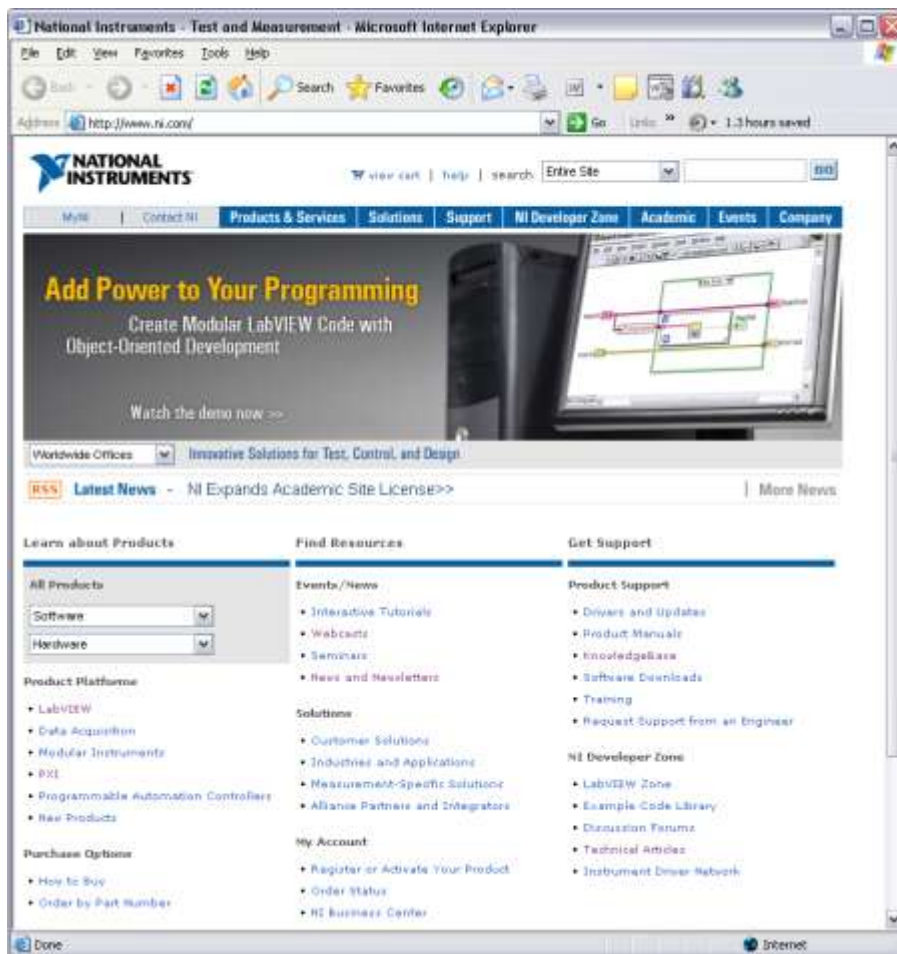 National Instruments - Test and Measurement - Microsoft Internet Explorer
File Edit View Favorites Tools Help
Back Search Favorites
Address http://www.ni.com/ Go Links » 1.3 hours saved
NATIONAL
INSTRUMENTS
view cart | help | search Entire Site GO
MyNI | Contact NI Products & Services Solutions Support NI Developer Zone Academic Events Company
Add Power to Your Programming
Create Modular LabVIEW Code with
Object-Oriented Development
Watch the demo now >>
Worldwide Offices Innovative Solutions for Test, Control, and Design
RSS Latest News - NI Expands Academic Site License>> | More News
Learn about Products
All Products
Software
Hardware
Product Platforms
• LabVIEW
• Data Acquisition
• Modular Instruments
• PXI
• Programmable Automation Controllers
• New Products
Purchase Options
• How to Buy
• Order by Part Number
Find Resources
Events/News
• Interactive Tutorials
• Webcasts
• Seminars
• News and Newsletters
Solutions
• Customer Solutions
• Industries and Applications
• Measurement-Specific Solutions
• Alliance Partners and Integrators
My Account
• Register or Activate Your Product
• Order Status
• NI Business Center
Get Support
Product Support
• Drivers and Updates
• Product Manuals
• KnowledgeBase
• Software Downloads
• Training
• Request Support from an Engineer
NI Developer Zone
• LabVIEW Zone
• Example Code Library
• Discussion Forums
• Technical Articles
• Instrument Driver Network
Done Internet